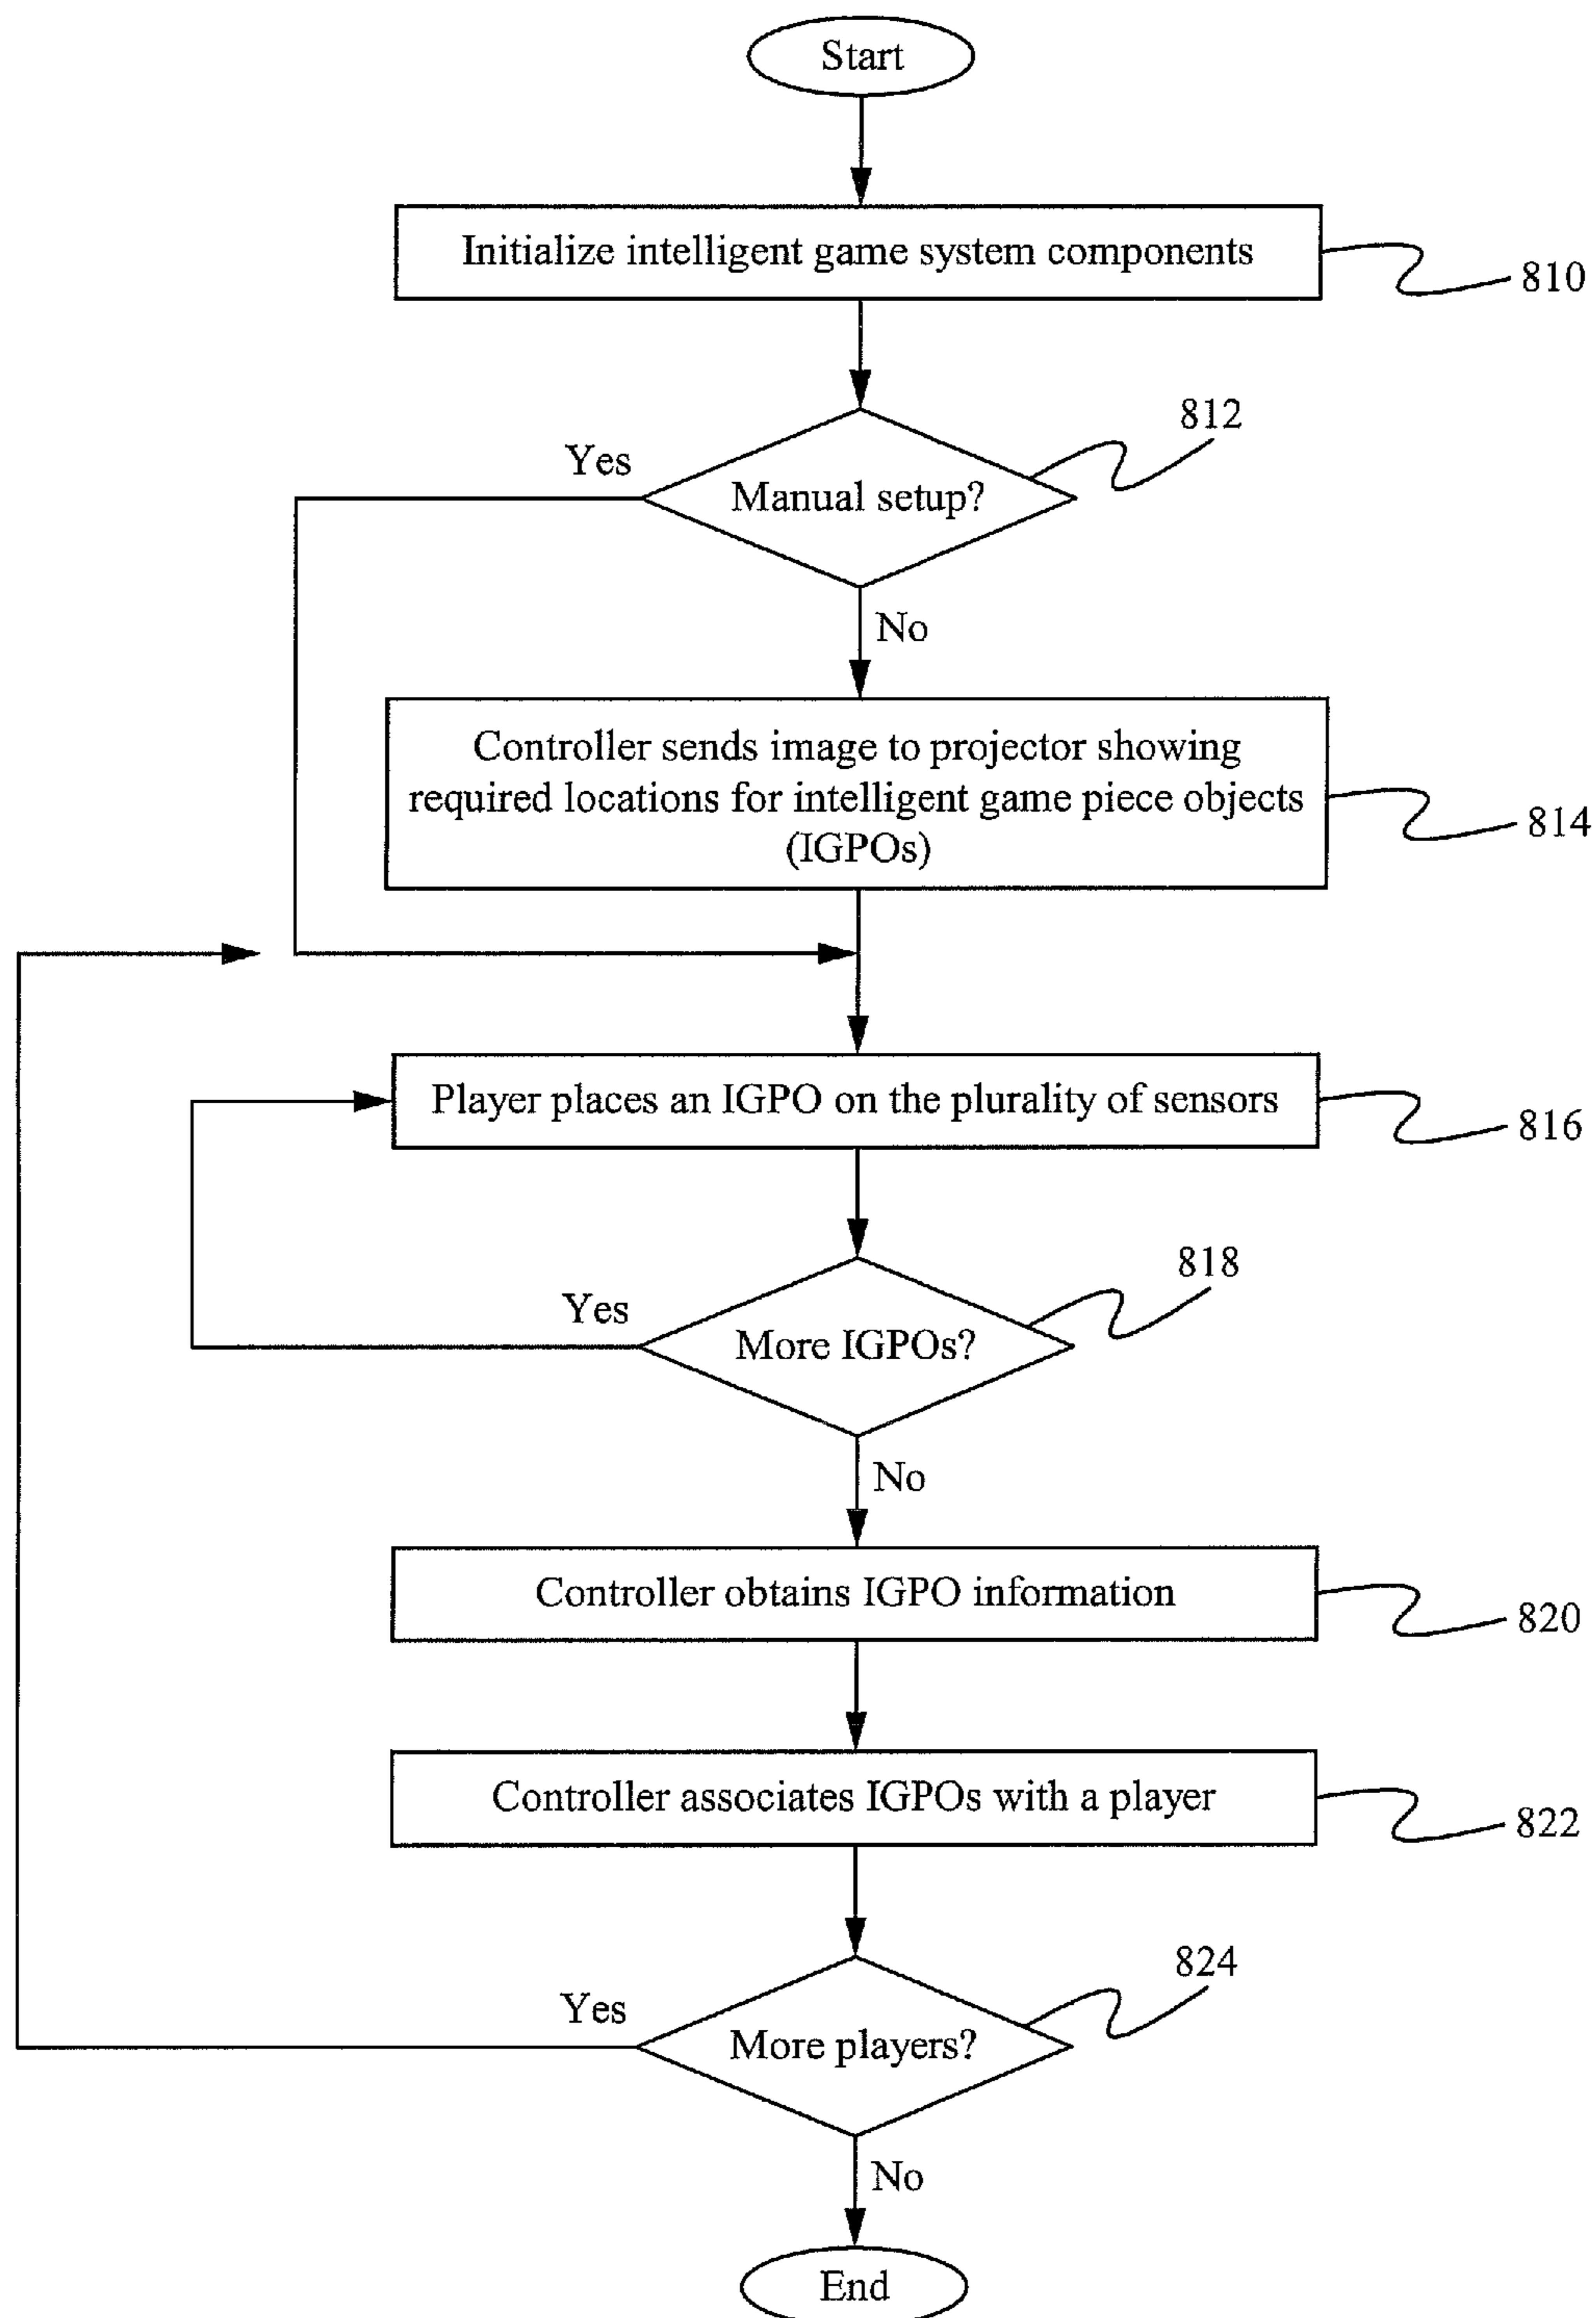 Start
Initialize intelligent game system components
810
812
Yes
Manual setup?
No
Controller sends image to projector showing
required locations for intelligent game piece objects
(IGPOs)
814
Player places an IGPO on the plurality of sensors
816
818
Yes
More IGPOs?
No
Controller obtains IGPO information
820
Controller associates IGPOs with a player
822
824
Yes
More players?
No
End